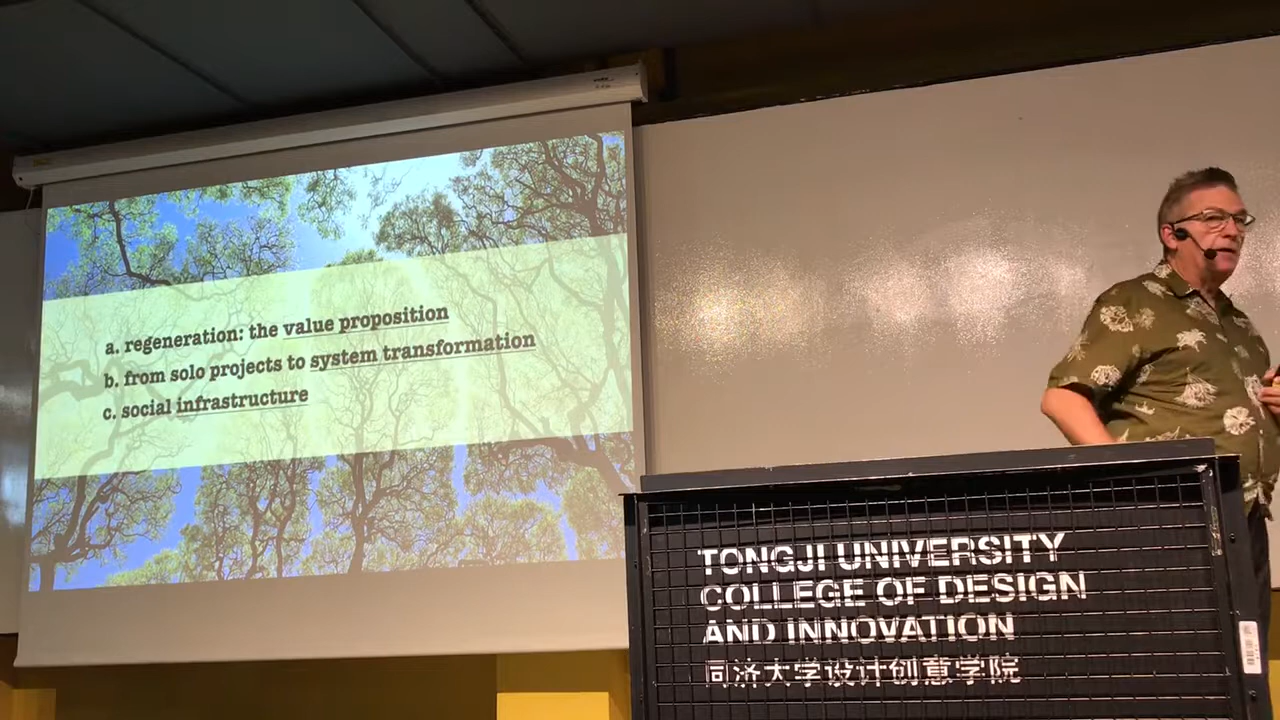 a. regeneration: the value proposition
b. from solo projects to system transformation
c. social infrastructure
TONGJI UNIVERSITY
COLLEGE OF DESIGN
AND INNOVATION
同济大学设计创意学院